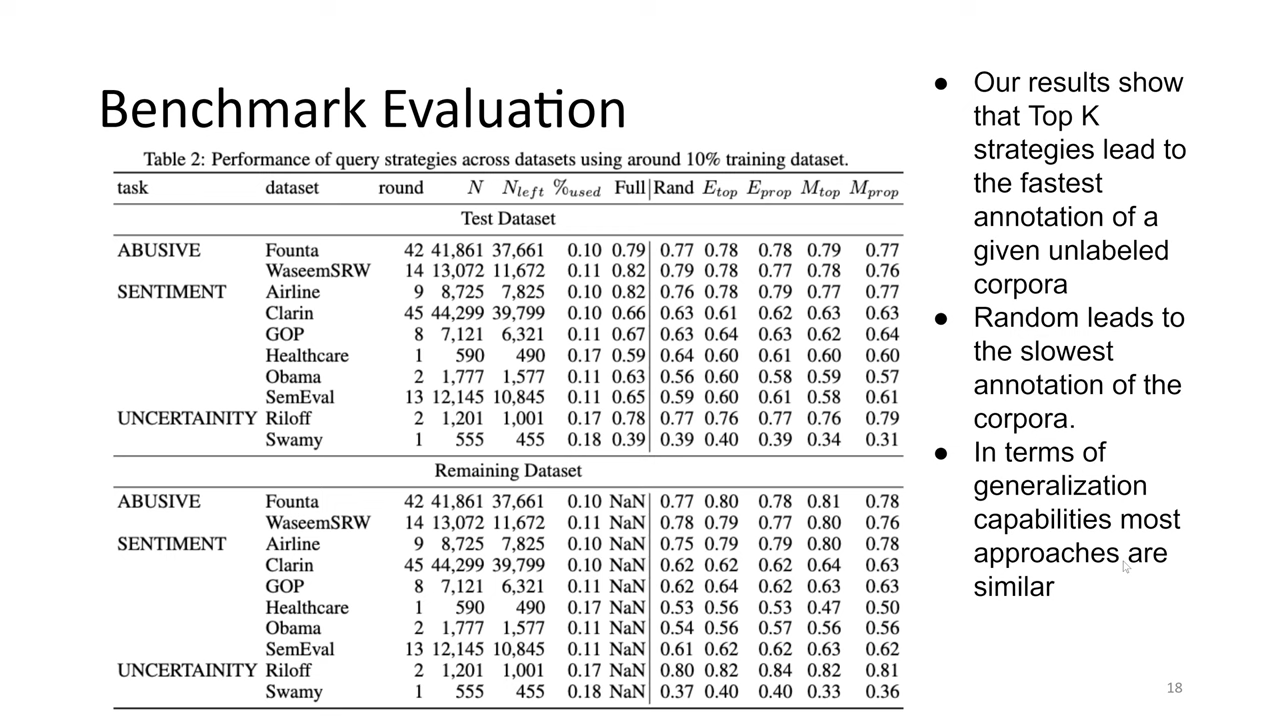 Benchmark Evaluation
Table 2: Performance of query strategies across datasets using around 10% training dataset.
task dataset round N N_left %_used Full Rand E_top E_prop M_top M_prop
Test Dataset
ABUSIVE Founta 42 41,861 37,661 0.10 0.79 0.77 0.78 0.78 0.79 0.77
WaseemSRW 14 13,072 11,672 0.11 0.82 0.79 0.78 0.77 0.78 0.76
SENTIMENT Airline 9 8,725 7,825 0.10 0.82 0.76 0.78 0.79 0.77 0.77
Clarin 45 44,299 39,799 0.10 0.66 0.63 0.61 0.62 0.63 0.63
GOP 8 7,121 6,321 0.11 0.67 0.63 0.64 0.63 0.62 0.64
Healthcare 1 590 490 0.17 0.59 0.64 0.60 0.61 0.60 0.60
Obama 2 1,777 1,577 0.11 0.63 0.56 0.60 0.58 0.59 0.57
SemEval 13 12,145 10,845 0.11 0.65 0.59 0.60 0.61 0.58 0.61
UNCERTAINITY Riloff 2 1,201 1,001 0.17 0.78 0.77 0.76 0.77 0.76 0.79
Swamy 1 555 455 0.18 0.39 0.39 0.40 0.39 0.34 0.31
Remaining Dataset
ABUSIVE Founta 42 41,861 37,661 0.10 NaN 0.77 0.80 0.78 0.81 0.78
WaseemSRW 14 13,072 11,672 0.11 NaN 0.78 0.79 0.77 0.80 0.76
SENTIMENT Airline 9 8,725 7,825 0.10 NaN 0.75 0.79 0.79 0.80 0.78
Clarin 45 44,299 39,799 0.10 NaN 0.62 0.62 0.62 0.64 0.63
GOP 8 7,121 6,321 0.11 NaN 0.62 0.64 0.62 0.63 0.63
Healthcare 1 590 490 0.17 NaN 0.53 0.56 0.53 0.47 0.50
Obama 2 1,777 1,577 0.11 NaN 0.54 0.56 0.57 0.56 0.56
SemEval 13 12,145 10,845 0.11 NaN 0.61 0.62 0.62 0.63 0.62
UNCERTAINITY Riloff 2 1,201 1,001 0.17 NaN 0.80 0.82 0.84 0.82 0.81
Swamy 1 555 455 0.18 NaN 0.37 0.40 0.40 0.33 0.36
● Our results show
that Top K
strategies lead to
the fastest
annotation of a
given unlabeled
corpora
● Random leads to
the slowest
annotation of the
corpora.
● In terms of
generalization
capabilities most
approaches are
similar
18